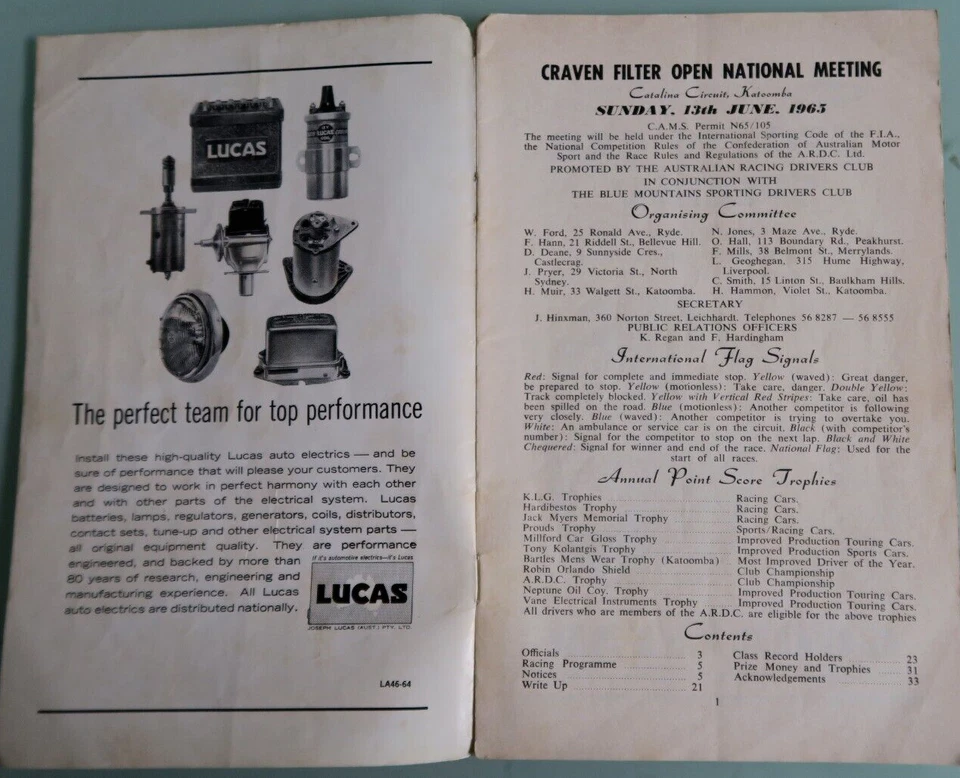 LUCAS
LUCAS
The perfect team for top performance
Install these high-quality Lucas auto electrics — and be
sure of performance that will please your customers. They
are designed to work in perfect harmony with each other
and with other parts of the electrical system. Lucas
batteries, lamps, regulators, generators, coils, distributors,
contact sets, tune-up and other electrical system parts —
all original equipment quality. They are performance
engineered, and backed by more than
80 years of research, engineering and
manufacturing experience. All Lucas
auto electrics are distributed nationally.
if it's automotive electrics—it's Lucas
LUCAS
JOSEPH LUCAS (AUST.) PTY. LTD.
LA46-64
CRAVEN FILTER OPEN NATIONAL MEETING
Catalina Circuit, Katoomba
SUNDAY, 13th JUNE, 1965
C.A.M.S. Permit N65/105
The meeting will be held under the International Sporting Code of the F.I.A.,
the National Competition Rules of the Confederation of Australian Motor
Sport and the Race Rules and Regulations of the A.R.D.C. Ltd.
PROMOTED BY THE AUSTRALIAN RACING DRIVERS CLUB
IN CONJUNCTION WITH
THE BLUE MOUNTAINS SPORTING DRIVERS CLUB
Organising Committee
W. Ford, 25 Ronald Ave., Ryde.
F. Hann, 21 Riddell St., Bellevue Hill.
D. Deane, 9 Sunnyside Cres.,
Castlecrag.
J. Pryer, 29 Victoria St., North
Sydney.
H. Muir, 33 Walgett St., Katoomba.
N. Jones, 3 Maze Ave., Ryde.
O. Hall, 113 Boundary Rd., Peakhurst.
F. Mills, 38 Belmont St., Merrylands.
L. Geoghegan, 315 Hume Highway,
Liverpool.
C. Smith, 15 Linton St., Baulkham Hills.
H. Hammon, Violet St., Katoomba.
SECRETARY
J. Hinxman, 360 Norton Street, Leichhardt. Telephones 56 8287 — 56 8555
PUBLIC RELATIONS OFFICERS
K. Regan and F. Hardingham
International Flag Signals
Red: Signal for complete and immediate stop. Yellow (waved): Great danger,
be prepared to stop. Yellow (motionless): Take care, danger. Double Yellow:
Track completely blocked. Yellow with Vertical Red Stripes: Take care, oil has
been spilled on the road. Blue (motionless): Another competitor is following
very closely. Blue (waved): Another competitor is trying to overtake you.
White: An ambulance or service car is on the circuit. Black (with competitor's
number): Signal for the competitor to stop on the next lap. Black and White
Chequered: Signal for winner and end of the race. National Flag: Used for the
start of all races.
Annual Point Score Trophies
K.L.G. Trophies Racing Cars.
Hardibestos Trophy Racing Cars.
Jack Myers Memorial Trophy Racing Cars.
Prouds Trophy Sports/Racing Cars.
Millford Car Gloss Trophy Improved Production Touring Cars.
Tony Kolantgis Trophy Improved Production Sports Cars.
Bartles Mens Wear Trophy (Katoomba) Most Improved Driver of the Year.
Robin Orlando Shield Club Championship
A.R.D.C. Trophy Club Championship
Neptune Oil Coy. Trophy Improved Production Touring Cars.
Vane Electrical Instruments Trophy Improved Production Touring Cars.
All drivers who are members of the A.R.D.C. are eligible for the above trophies
Contents
Officials 3
Racing Programme 5
Notices 5
Write Up 21
Class Record Holders 23
Prize Money and Trophies 31
Acknowledgements 33
1